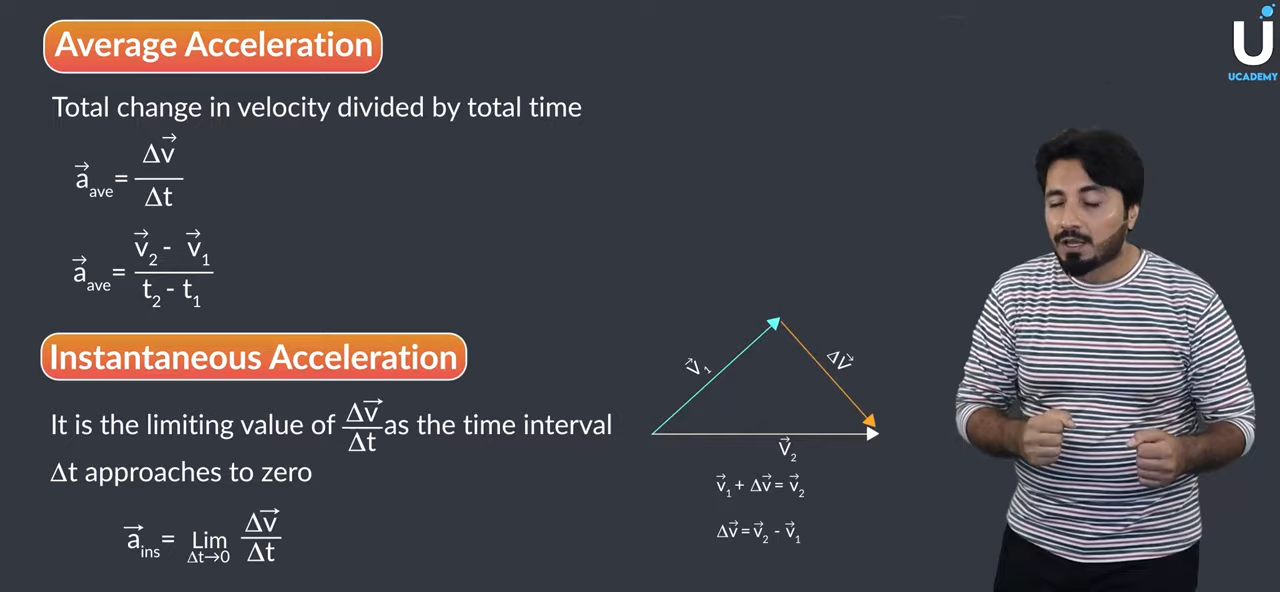 Average Acceleration
Total change in velocity divided by total time
a⃗ave = Δv⃗ / Δt
a⃗ave = v⃗2 - v⃗1 / t2 - t1
Instantaneous Acceleration
It is the limiting value of Δv⃗ / Δt as the time interval
Δt approaches to zero
a⃗ins = Lim Δt→0 Δv⃗ / Δt
V⃗1
ΔV⃗
V⃗2
v⃗1 + Δv⃗ = v⃗2
Δv⃗ = v⃗2 - v⃗1
U
UCADEMY